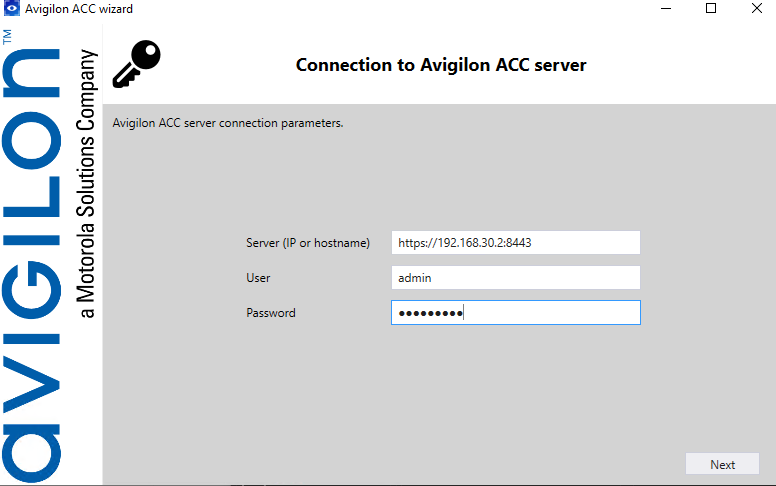 Avigilon ACC wizard
AVIGILON™
a Motorola Solutions Company
Connection to Avigilon ACC server
Avigilon ACC server connection parameters.
Server (IP or hostname) https://192.168.30.2:8443
User admin
Password •••••••••
Next